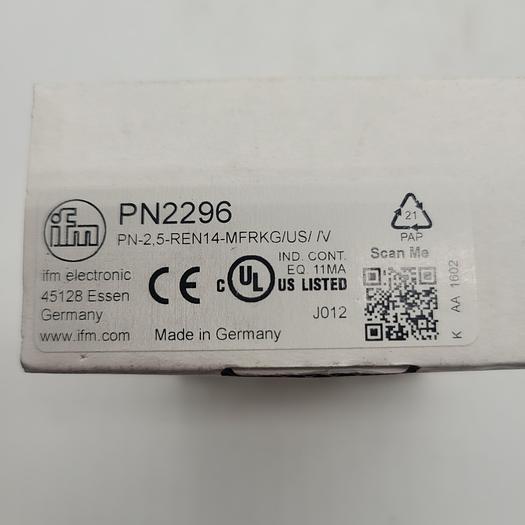 ifm
PN2296
PN-2,5-REN14-MFRKG/US/ /V
ifm electronic
45128 Essen
Germany
www.ifm.com
Made in Germany
CE
C UL US LISTED
IND. CONT.
EQ. 11MA
J012
21
PAP
Scan Me
K AA 1602